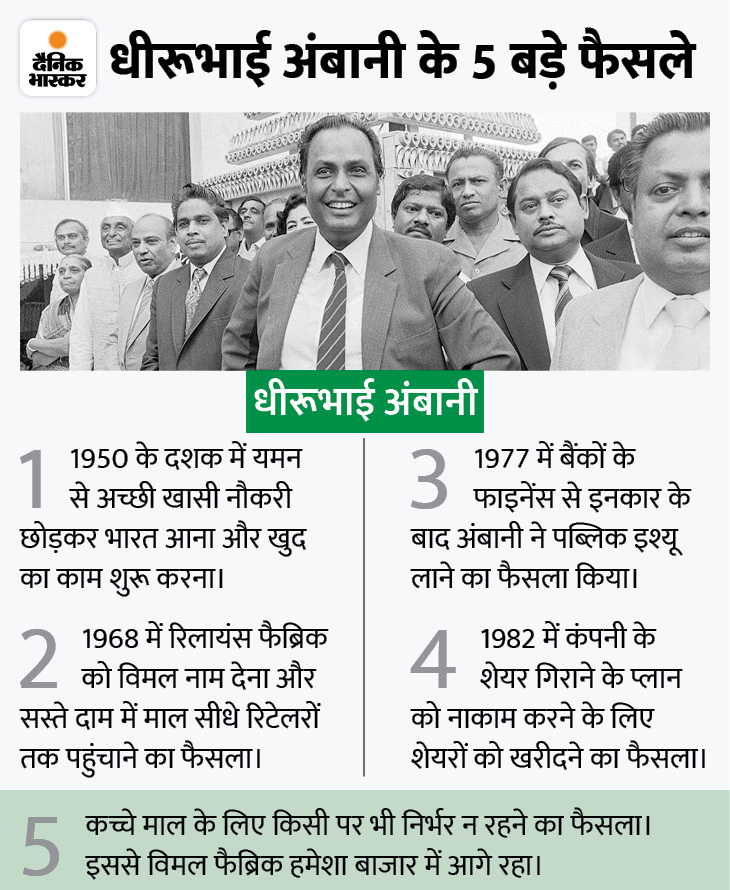 दैनिक
भास्कर
धीरूभाई अंबानी के 5 बड़े फैसले
धीरूभाई अंबानी
1
1950 के दशक में यमन
से अच्छी खासी नौकरी
छोड़कर भारत आना और खुद
का काम शुरू करना।
2
1968 में रिलायंस फैब्रिक
को विमल नाम देना और
सस्ते दाम में माल सीधे रिटेलरों
तक पहुंचाने का फैसला।
3
1977 में बैंकों के
फाइनेंस से इनकार के
बाद अंबानी ने पब्लिक इश्यू
लाने का फैसला किया।
4
1982 में कंपनी के
शेयर गिराने के प्लान
को नाकाम करने के लिए
शेयरों को खरीदने का फैसला।
5
कच्चे माल के लिए किसी पर भी निर्भर न रहने का फैसला।
इससे विमल फैब्रिक हमेशा बाजार में आगे रहा।